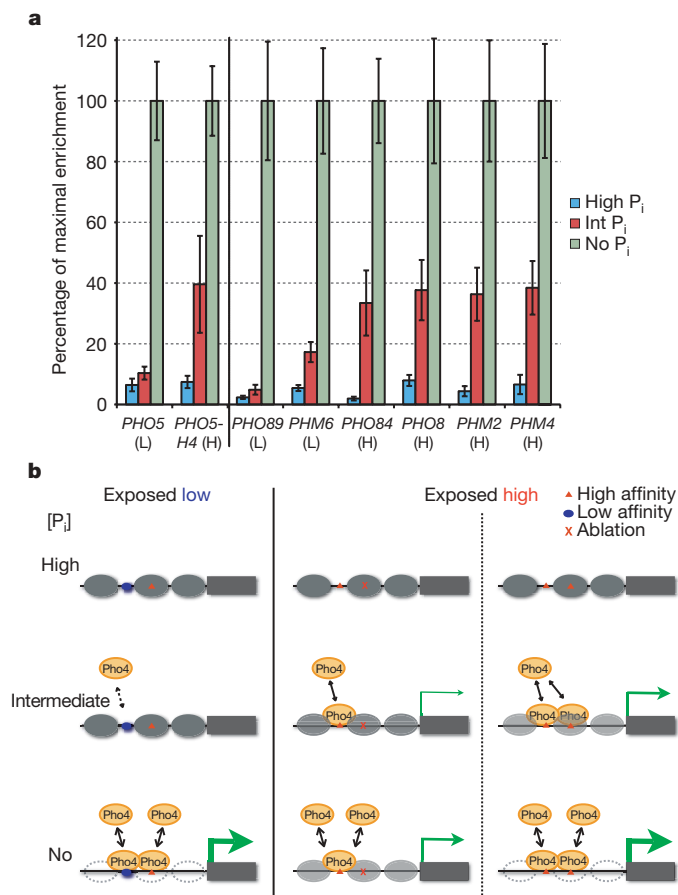 a
Percentage of maximal enrichment
120
100
80
60
40
20
0
High Pi
Int Pi
No Pi
PHO5 (L)
PHO5-H4 (H)
PHO89 (L)
PHM6 (L)
PHO84 (H)
PHO8 (H)
PHM2 (H)
PHM4 (H)
b
Exposed low
Exposed high
High affinity
Low affinity
x Ablation
[Pi]
High
x
Pho4
Pho4
Intermediate
Pho4
x
Pho4 Pho4
Pho4 Pho4
Pho4 Pho4
Pho4 Pho4
No
Pho4 Pho4
Pho4
x
Pho4 Pho4